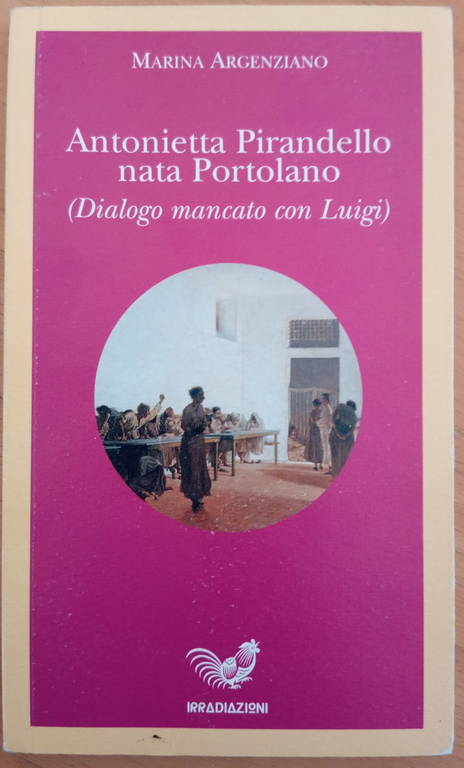 MARINA ARGENZIANO
Antonietta Pirandello
nata Portolano
(Dialogo mancato con Luigi)
IRRADIAZIONI